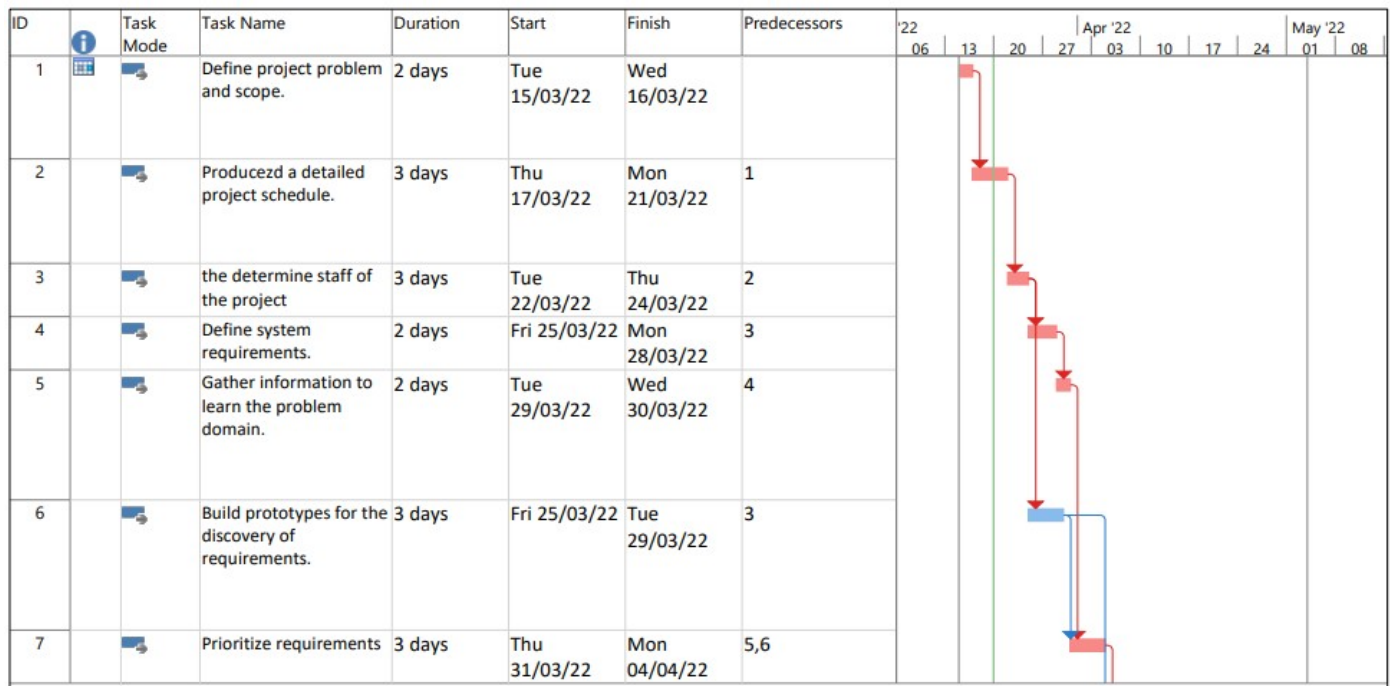 ID Task Mode Task Name Duration Start Finish Predecessors
'22 Apr '22 May '22
06 13 20 27 03 10 17 24 01 08
1 Define project problem 2 days Tue Wed
and scope. 15/03/22 16/03/22
2 Producezd a detailed 3 days Thu Mon 1
project schedule. 17/03/22 21/03/22
3 the determine staff of 3 days Tue Thu 2
the project 22/03/22 24/03/22
4 Define system 2 days Fri 25/03/22 Mon 3
requirements. 28/03/22
5 Gather information to 2 days Tue Wed 4
learn the problem 29/03/22 30/03/22
domain.
6 Build prototypes for the 3 days Fri 25/03/22 Tue 3
discovery of 29/03/22
requirements.
7 Prioritize requirements 3 days Thu Mon 5,6
31/03/22 04/04/22